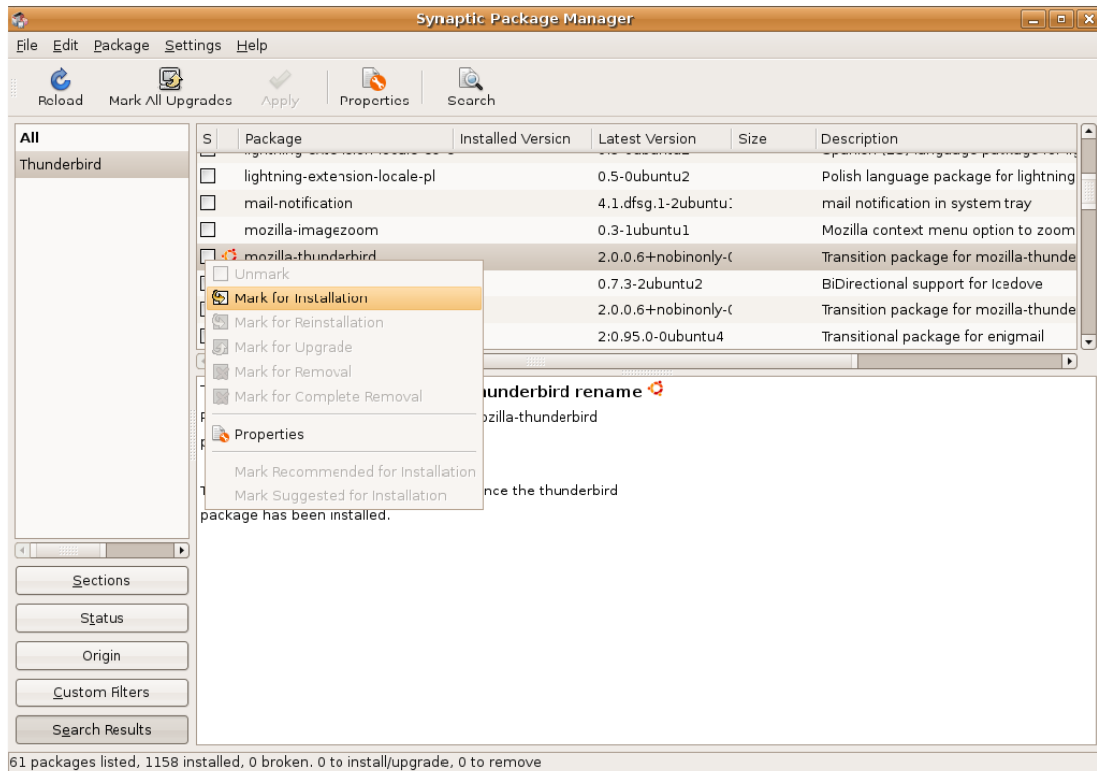 Synaptic Package Manager
File Edit Package Settings Help
Reload Mark All Upgrades Apply Properties Search
All
Thunderbird
S Package Installed Version Latest Version Size Description
lightning-extension-locale-pl 0.5-0ubuntu2 Polish language package for lightning
mail-notification 4.1.dfsg.1-2ubuntu1 mail notification in system tray
mozilla-imagezoom 0.3-1ubuntu1 Mozilla context menu option to zoom
mozilla-thunderbird 2.0.0.6+nobinonly-( Transition package for mozilla-thunde
0.7.3-2ubuntu2 BiDirectional support for Icedove
2.0.0.6+nobinonly-( Transition package for mozilla-thunde
2:0.95.0-0ubuntu4 Transitional package for enigmail
Unmark
Mark for Installation
Mark for Reinstallation
Mark for Upgrade
Mark for Removal
Mark for Complete Removal
Properties
Mark Recommended for Installation
Mark Suggested for Installation
hunderbird rename
ozilla-thunderbird
nce the thunderbird
package has been installed.
Sections
Status
Origin
Custom Filters
Search Results
61 packages listed, 1158 installed, 0 broken. 0 to install/upgrade, 0 to remove